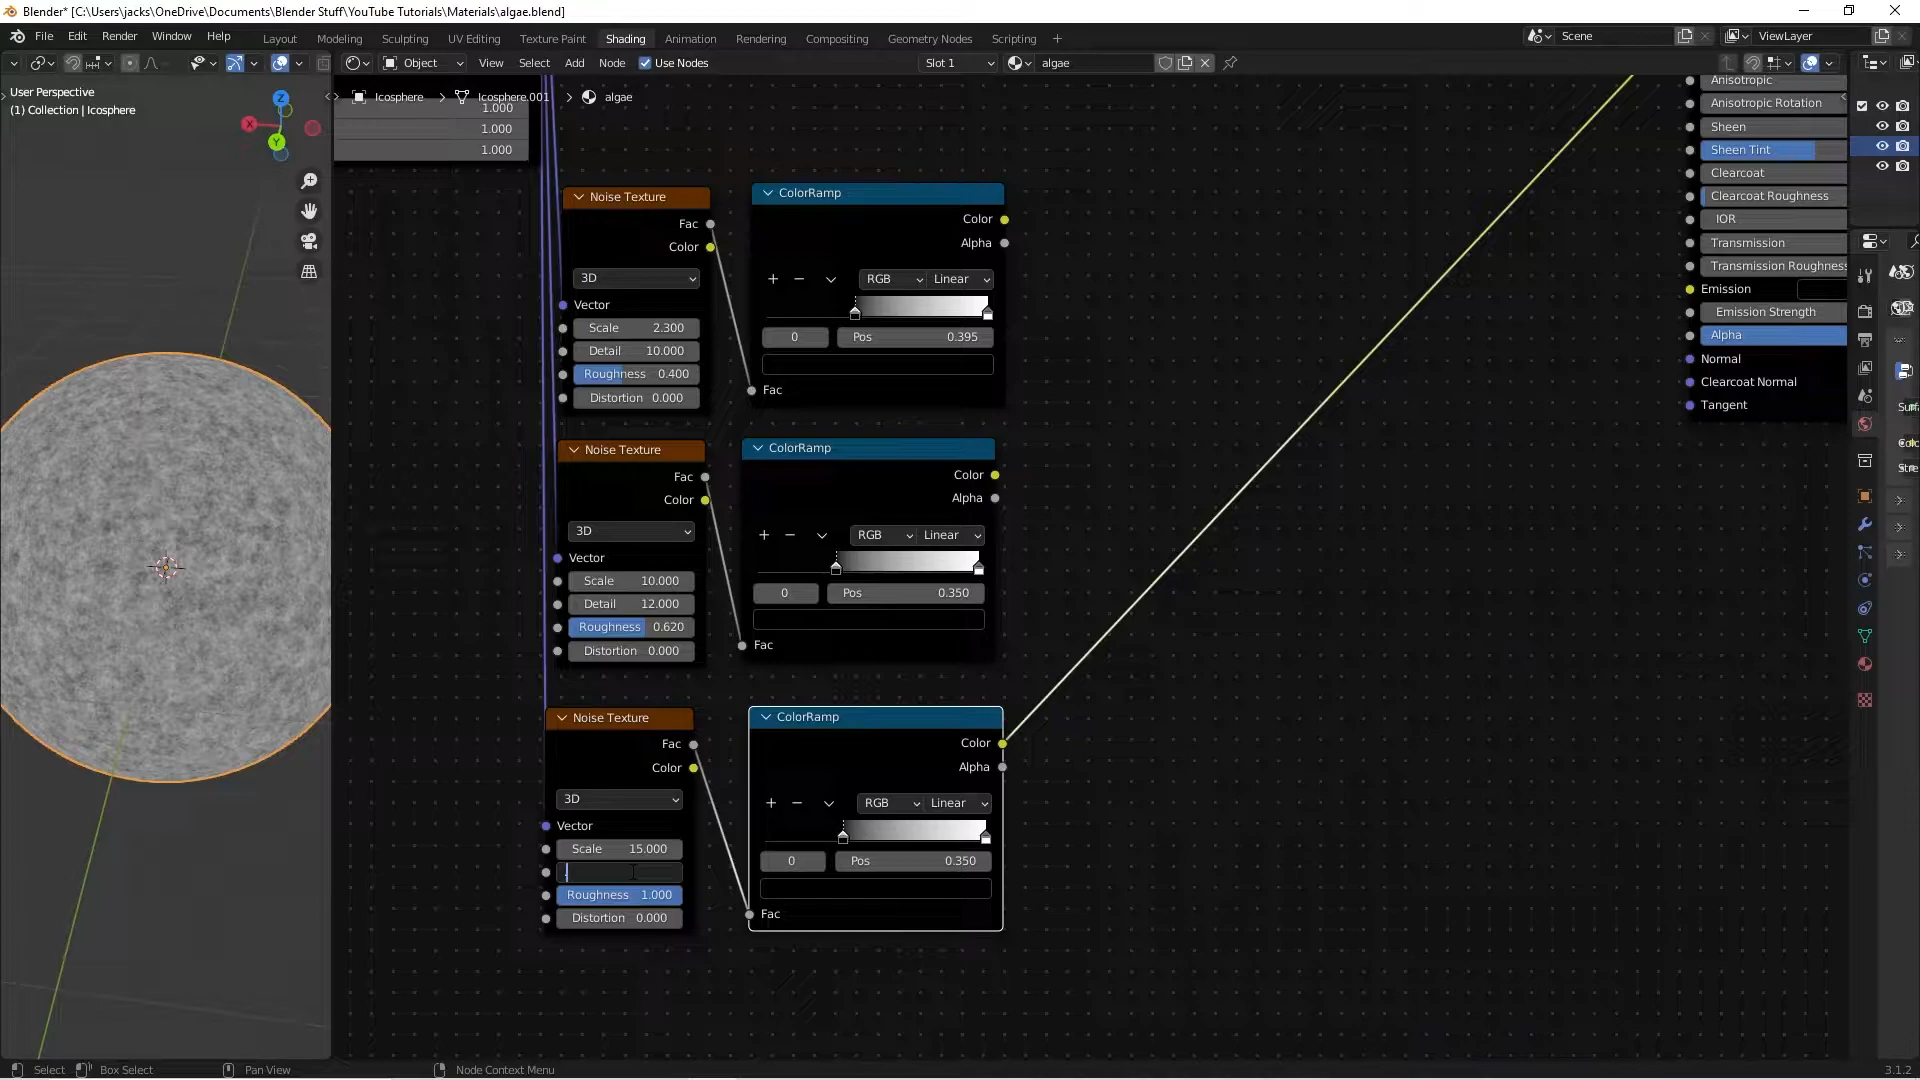 Blender* [C:\Users\jacks\OneDrive\Documents\Blender Stuff\YouTube Tutorials\Materials\algae.blend]
File Edit Render Window Help
Layout Modeling Sculpting UV Editing Texture Paint Shading Animation Rendering Compositing Geometry Nodes Scripting
Scene
ViewLayer
Object View Select Add Node Use Nodes Slot 1 algae
User Perspective
(1) Collection | Icosphere
Icosphere Icosphere.001 algae
X
Y
Z
1.000
1.000
1.000
Noise Texture
Fac
Color
3D
Vector
Scale 2.300
Detail 10.000
Roughness 0.400
Distortion 0.000
ColorRamp
Color
Alpha
RGB Linear
0 Pos 0.395
Fac
Noise Texture
Fac
Color
3D
Vector
Scale 10.000
Detail 12.000
Roughness 0.620
Distortion 0.000
ColorRamp
Color
Alpha
RGB Linear
0 Pos 0.350
Fac
Noise Texture
Fac
Color
3D
Vector
Scale 15.000
Roughness 1.000
Distortion 0.000
ColorRamp
Color
Alpha
RGB Linear
0 Pos 0.350
Fac
Anisotropic
Anisotropic Rotation
Sheen
Sheen Tint
Clearcoat
Clearcoat Roughness
IOR
Transmission
Transmission Roughness
Emission
Emission Strength
Alpha
Normal
Clearcoat Normal
Tangent
Select Box Select Pan View Node Context Menu
3.1.2